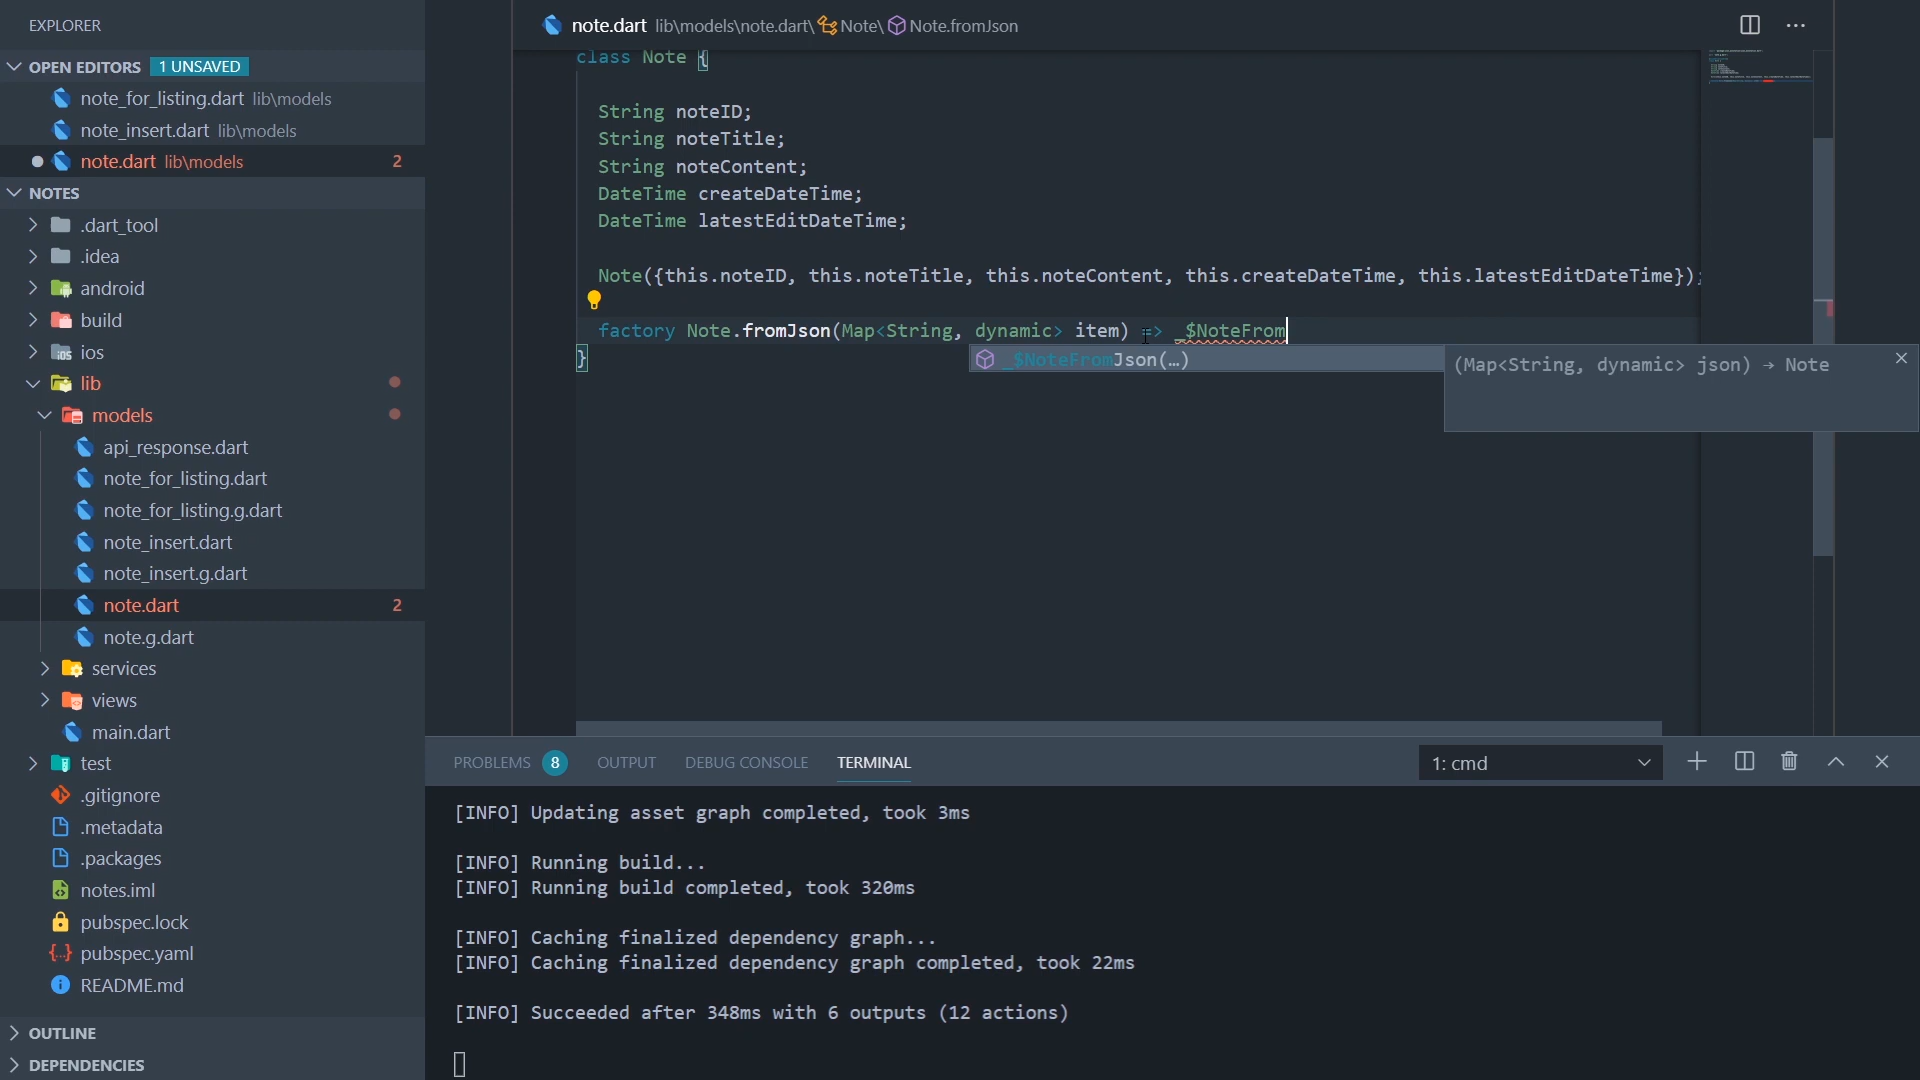 EXPLORER
OPEN EDITORS 1 UNSAVED
note_for_listing.dart lib\models
note_insert.dart lib\models
note.dart lib\models 2
NOTES
.dart_tool
.idea
android
build
ios
lib
models
api_response.dart
note_for_listing.dart
note_for_listing.g.dart
note_insert.dart
note_insert.g.dart
note.dart 2
note.g.dart
services
views
main.dart
test
.gitignore
.metadata
.packages
notes.iml
pubspec.lock
pubspec.yaml
README.md
OUTLINE
DEPENDENCIES
note.dart lib\models\note.dart\ Note\ Note.fromJson
class Note {
String noteID;
String noteTitle;
String noteContent;
DateTime createDateTime;
DateTime latestEditDateTime;
Note({this.noteID, this.noteTitle, this.noteContent, this.createDateTime, this.latestEditDateTime});
factory Note.fromJson(Map<String, dynamic> item) => _$NoteFrom
}
_$NoteFromJson(…)
(Map<String, dynamic> json) → Note
PROBLEMS 8 OUTPUT DEBUG CONSOLE TERMINAL 1: cmd
[INFO] Updating asset graph completed, took 3ms
[INFO] Running build...
[INFO] Running build completed, took 320ms
[INFO] Caching finalized dependency graph...
[INFO] Caching finalized dependency graph completed, took 22ms
[INFO] Succeeded after 348ms with 6 outputs (12 actions)